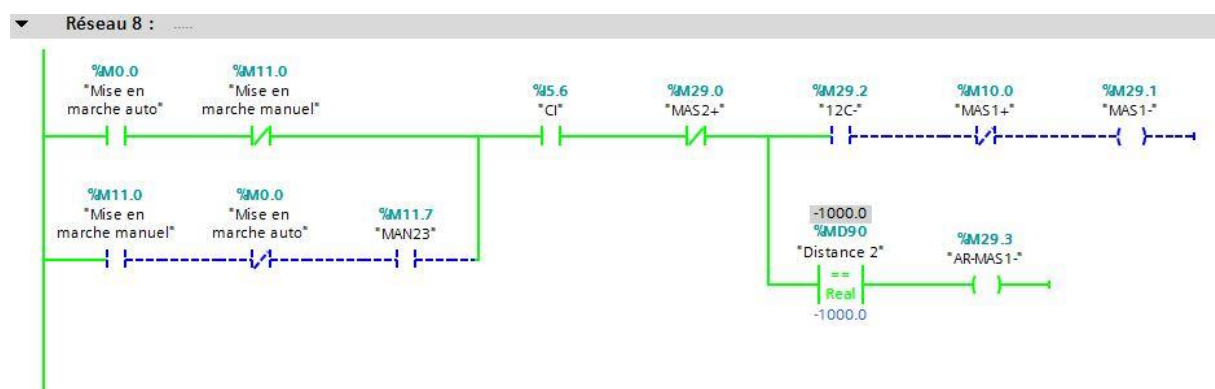 Réseau 8 : .....
%M0.0
"Mise en
marche auto"
%M11.0
"Mise en
marche manuel"
%I5.6
"CI"
%M29.0
"MAS2+"
%M29.2
"12C-"
%M10.0
"MAS1+"
%M29.1
"MAS1-"
%M11.0
"Mise en
marche manuel"
%M0.0
"Mise en
marche auto"
%M11.7
"MAN23"
-1000.0
%MD90
"Distance 2"
==
Real
-1000.0
%M29.3
"AR-MAS1-"